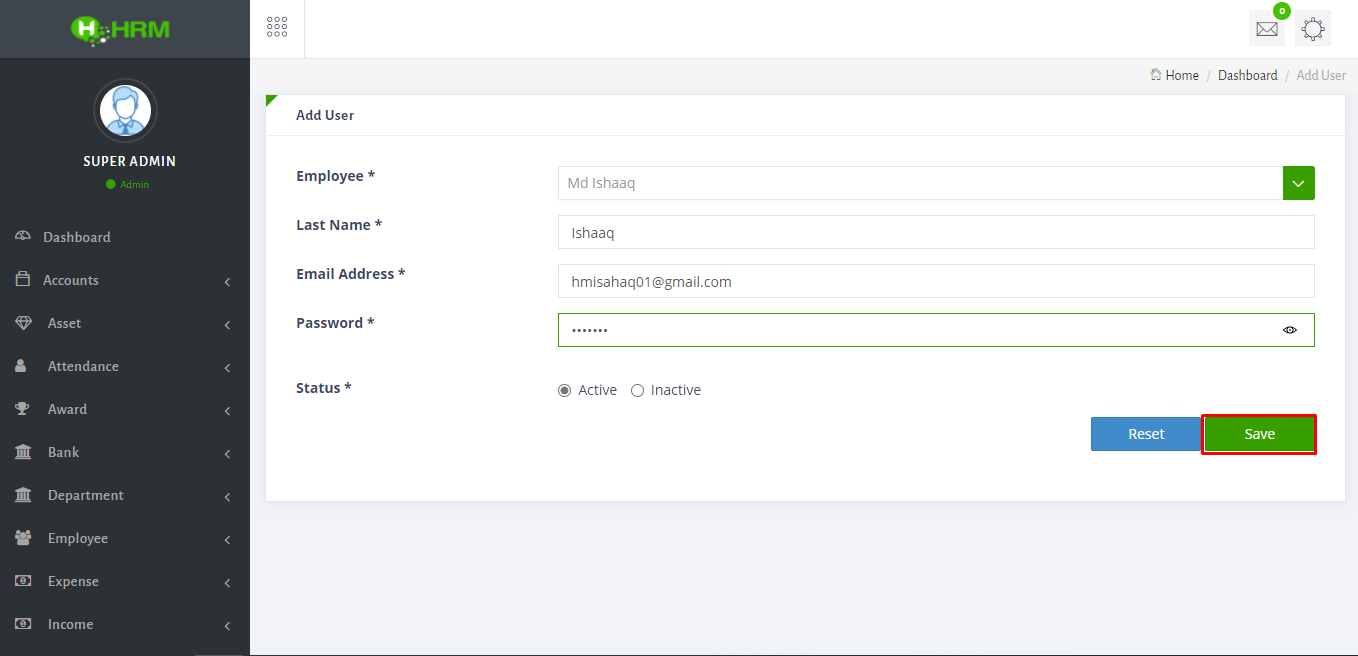 HRM
0
Home / Dashboard / Add User
SUPER ADMIN
Admin
Dashboard
Accounts
Asset
Attendance
Award
Bank
Department
Employee
Expense
Income
Add User
Employee *
Md Ishaaq
Last Name *
Ishaaq
Email Address *
hmisahaq01@gmail.com
Password *
•••••••
Status *
Active Inactive
Reset Save